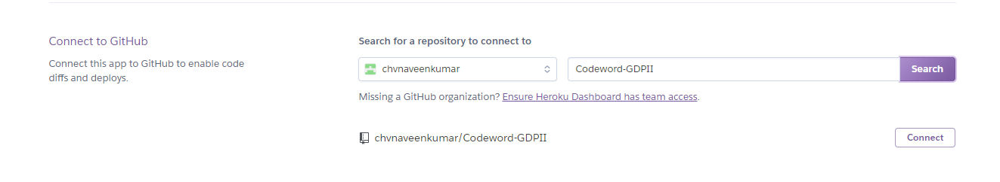 Connect to GitHub
Connect this app to GitHub to enable code
diffs and deploys.
Search for a repository to connect to
chvnaveenkumar
Codeword-GDPII
Search
Missing a GitHub organization? Ensure Heroku Dashboard has team access.
chvnaveenkumar/Codeword-GDPII
Connect